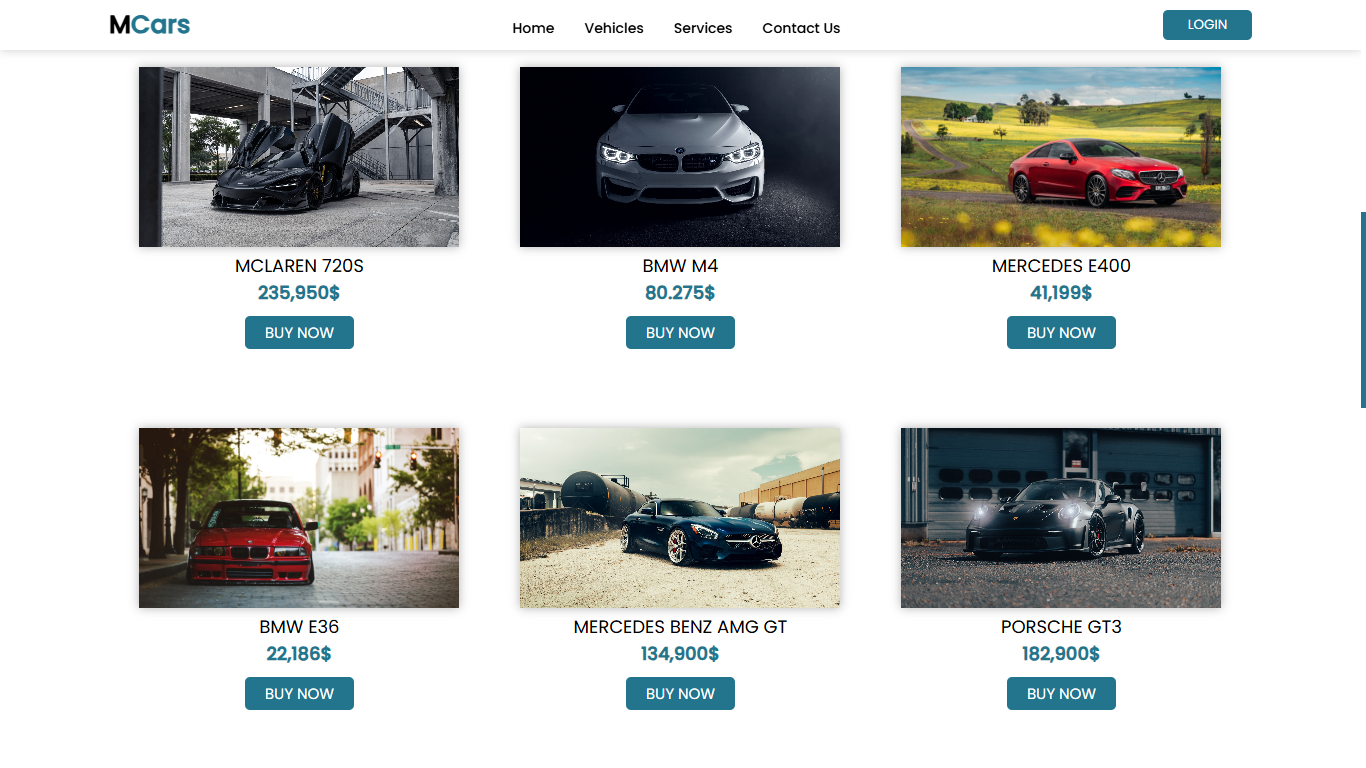 MCars
Home Vehicles Services Contact Us
LOGIN
MCLAREN 720S
235,950$
BUY NOW
BMW M4
80.275$
BUY NOW
MERCEDES E400
41,199$
BUY NOW
BMW E36
22,186$
BUY NOW
MERCEDES BENZ AMG GT
134,900$
BUY NOW
PORSCHE GT3
182,900$
BUY NOW